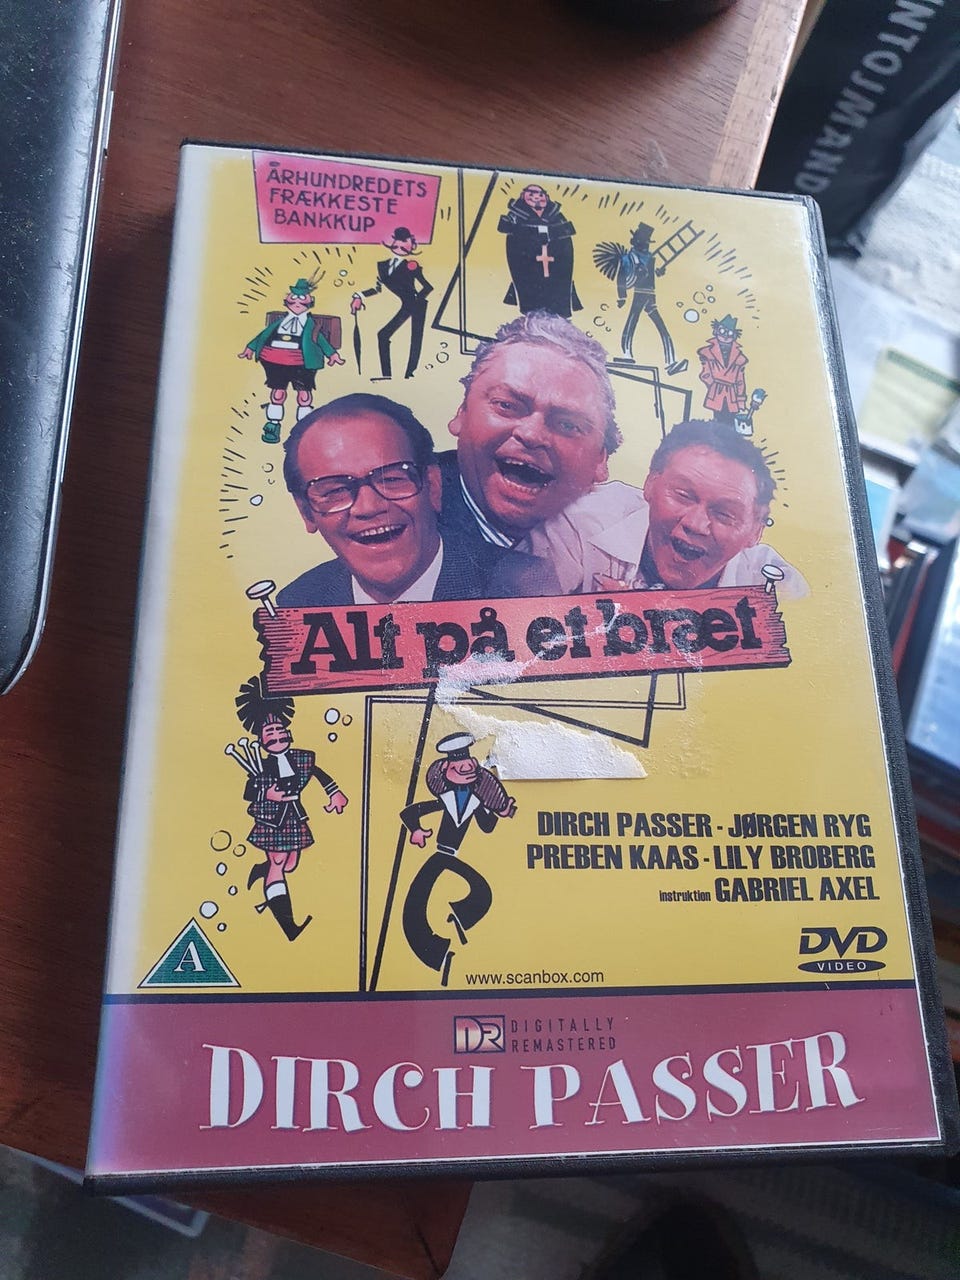 ÅRHUNDREDETS
FRÆKKESTE
BANKKUP
Alt på et bræt
DIRCH PASSER - JØRGEN RYG
PREBEN KAAS - LILY BROBERG
instruktion GABRIEL AXEL
A
DVD
VIDEO
www.scanbox.com
DR DIGITALLY
REMASTERED
DIRCH PASSER